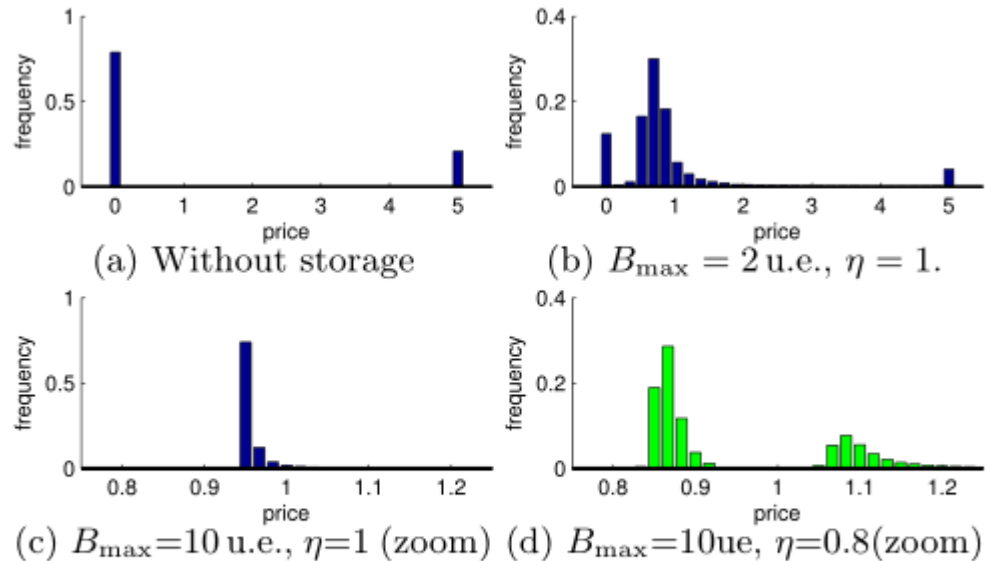 1
0.5
0
frequency
0 1 2 3 4 5
price
(a) Without storage
0.4
0.2
0
frequency
0 1 2 3 4 5
price
(b) Bmax = 2 u.e., η = 1.
1
0.5
0
frequency
0.8 0.9 1 1.1 1.2
price
(c) Bmax=10 u.e., η=1 (zoom)
0.4
0.2
0
frequency
0.8 0.9 1 1.1 1.2
price
(d) Bmax=10ue, η=0.8(zoom)